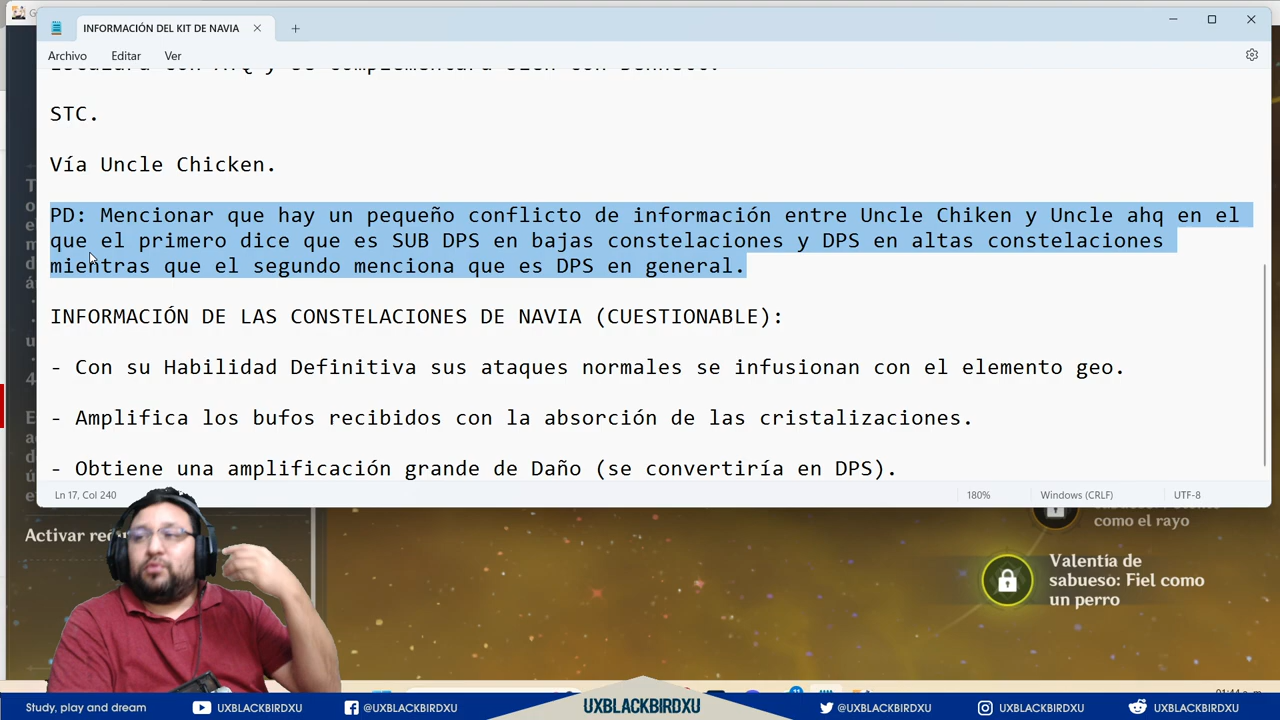 INFORMACIÓN DEL KIT DE NAVIA
Archivo Editar Ver
STC.
Vía Uncle Chicken.
PD: Mencionar que hay un pequeño conflicto de información entre Uncle Chiken y Uncle ahq en el
que el primero dice que es SUB DPS en bajas constelaciones y DPS en altas constelaciones
mientras que el segundo menciona que es DPS en general.
INFORMACIÓN DE LAS CONSTELACIONES DE NAVIA (CUESTIONABLE):
- Con su Habilidad Definitiva sus ataques normales se infusionan con el elemento geo.
- Amplifica los bufos recibidos con la absorción de las cristalizaciones.
- Obtiene una amplificación grande de Daño (se convertiría en DPS).
Ln 17, Col 240 180% Windows (CRLF) UTF-8
como el rayo
Activar
Valentía de
sabueso: Fiel como
un perro
Study, play and dream UXBLACKBIRDXU @UXBLACKBIRDXU UXBLACKBIRDXU @UXBLACKBIRDXU UXBLACKBIRDXU UXBLACKBIRDXU